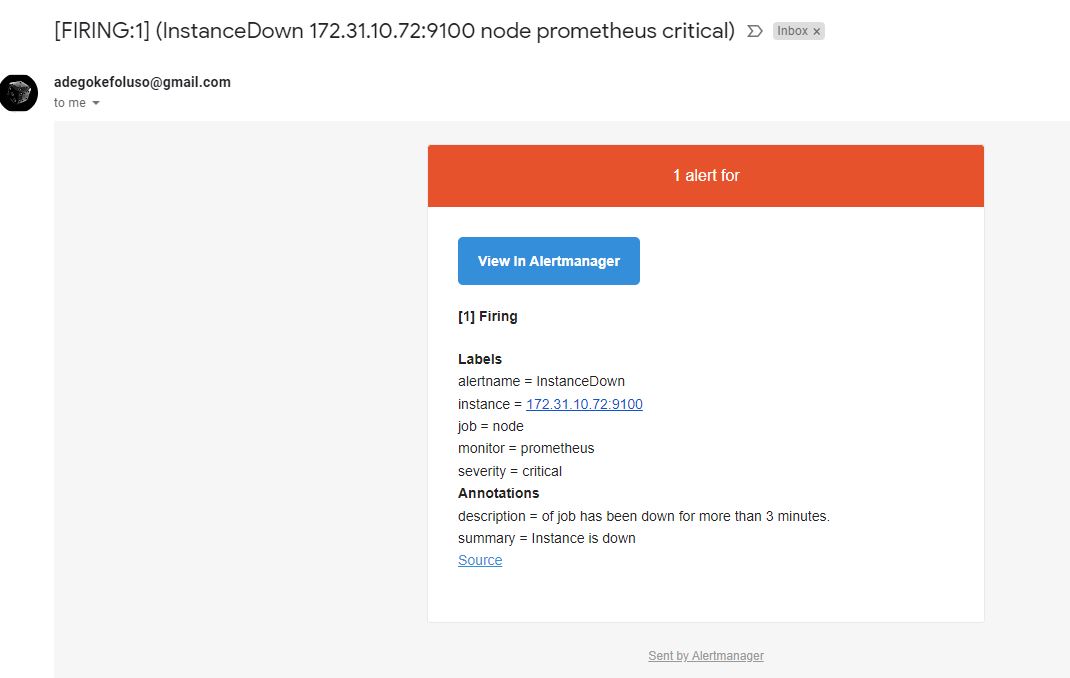 [FIRING:1] (InstanceDown 172.31.10.72:9100 node prometheus critical) Inbox ×
adegokefoluso@gmail.com
to me
1 alert for
View In Alertmanager
[1] Firing
Labels
alertname = InstanceDown
instance = 172.31.10.72:9100
job = node
monitor = prometheus
severity = critical
Annotations
description = of job has been down for more than 3 minutes.
summary = Instance is down
Source
Sent by Alertmanager